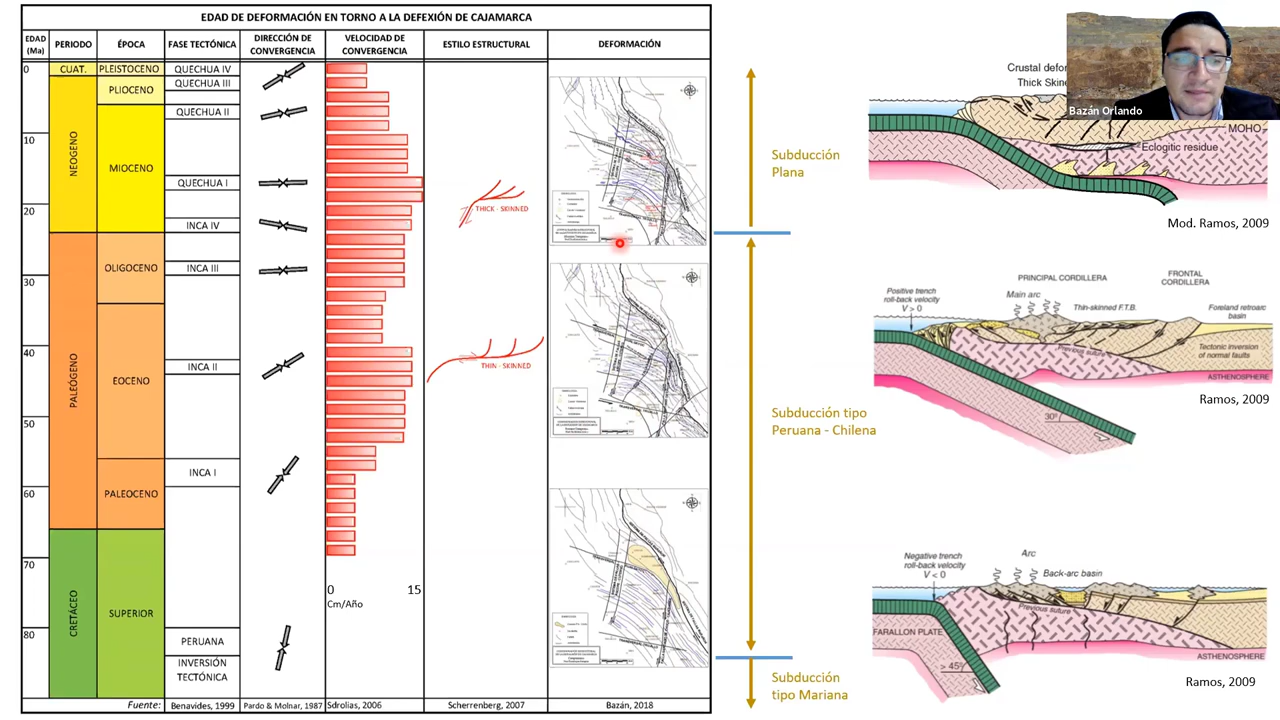 EDAD DE DEFORMACIÓN EN TORNO A LA DEFEXIÓN DE CAJAMARCA
EDAD
(Ma)
PERIODO
ÉPOCA
FASE TECTÓNICA
DIRECCIÓN DE
CONVERGENCIA
VELOCIDAD DE
CONVERGENCIA
ESTILO ESTRUCTURAL
DEFORMACIÓN
0
10
20
30
40
50
60
70
80
CUAT.
NEOGENO
PALEÓGENO
CRETÁCEO
PLEISTOCENO
PLIOCENO
MIOCENO
OLIGOCENO
EOCENO
PALEOCENO
SUPERIOR
QUECHUA IV
QUECHUA III
QUECHUA II
QUECHUA I
INCA IV
INCA III
INCA II
INCA I
PERUANA
INVERSIÓN
TECTÓNICA
0 15
Cm/Año
THICK - SKINNED
THIN - SKINNED
Fuente:
Benavides, 1999
Pardo & Molnar, 1987
Sdrolias, 2006
Scherrenberg, 2007
Bazán, 2018
Subducción
Plana
Subducción tipo
Peruana - Chilena
Subducción
tipo Mariana
Crustal defor
Thick Skin
Bazán Orlando
MOHO
Eclogitic residue
Mod. Ramos, 2009
PRINCIPAL CORDILLERA
FRONTAL
CORDILLERA
Positive trench
roll-back velocity
V > 0
Main arc
Thin-skinned F.T.B.
Foreland retroarc
basin
Previous suture
Tectonic inversion
of normal faults
ASTHENOSPHERE
30°
Ramos, 2009
Negative trench
roll-back velocity
V < 0
Arc
Back-arc basin
Previous suture
FARALLON PLATE
ASTHENOSPHERE
> 45°
Ramos, 2009